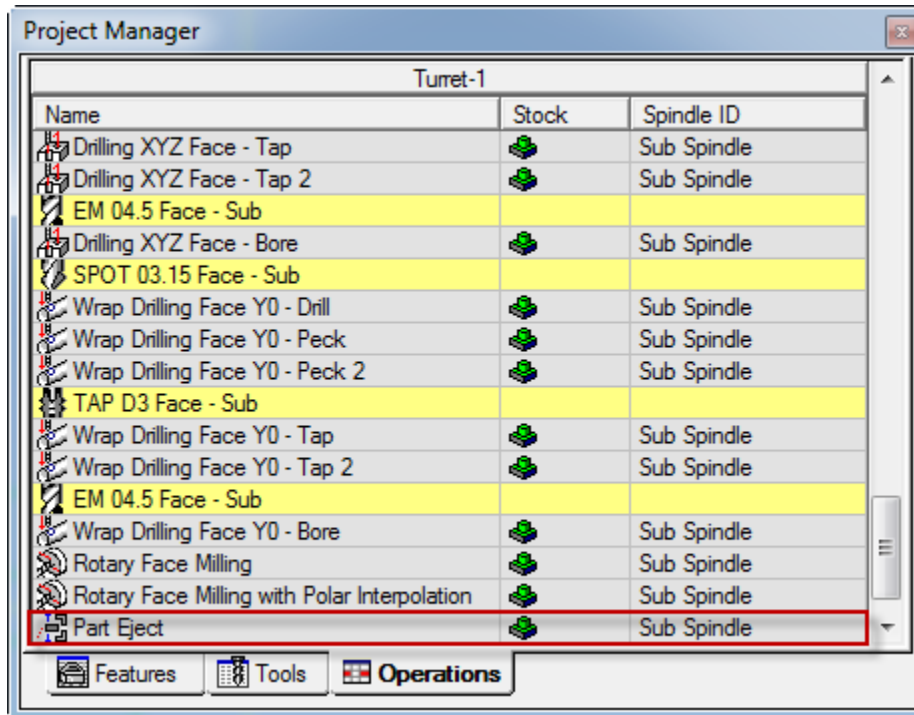 Project Manager
Turret-1
Name Stock Spindle ID
Drilling XYZ Face - Tap Sub Spindle
Drilling XYZ Face - Tap 2 Sub Spindle
EM 04.5 Face - Sub
Drilling XYZ Face - Bore Sub Spindle
SPOT 03.15 Face - Sub
Wrap Drilling Face Y0 - Drill Sub Spindle
Wrap Drilling Face Y0 - Peck Sub Spindle
Wrap Drilling Face Y0 - Peck 2 Sub Spindle
TAP D3 Face - Sub
Wrap Drilling Face Y0 - Tap Sub Spindle
Wrap Drilling Face Y0 - Tap 2 Sub Spindle
EM 04.5 Face - Sub
Wrap Drilling Face Y0 - Bore Sub Spindle
Rotary Face Milling Sub Spindle
Rotary Face Milling with Polar Interpolation Sub Spindle
Part Eject Sub Spindle
Features Tools Operations